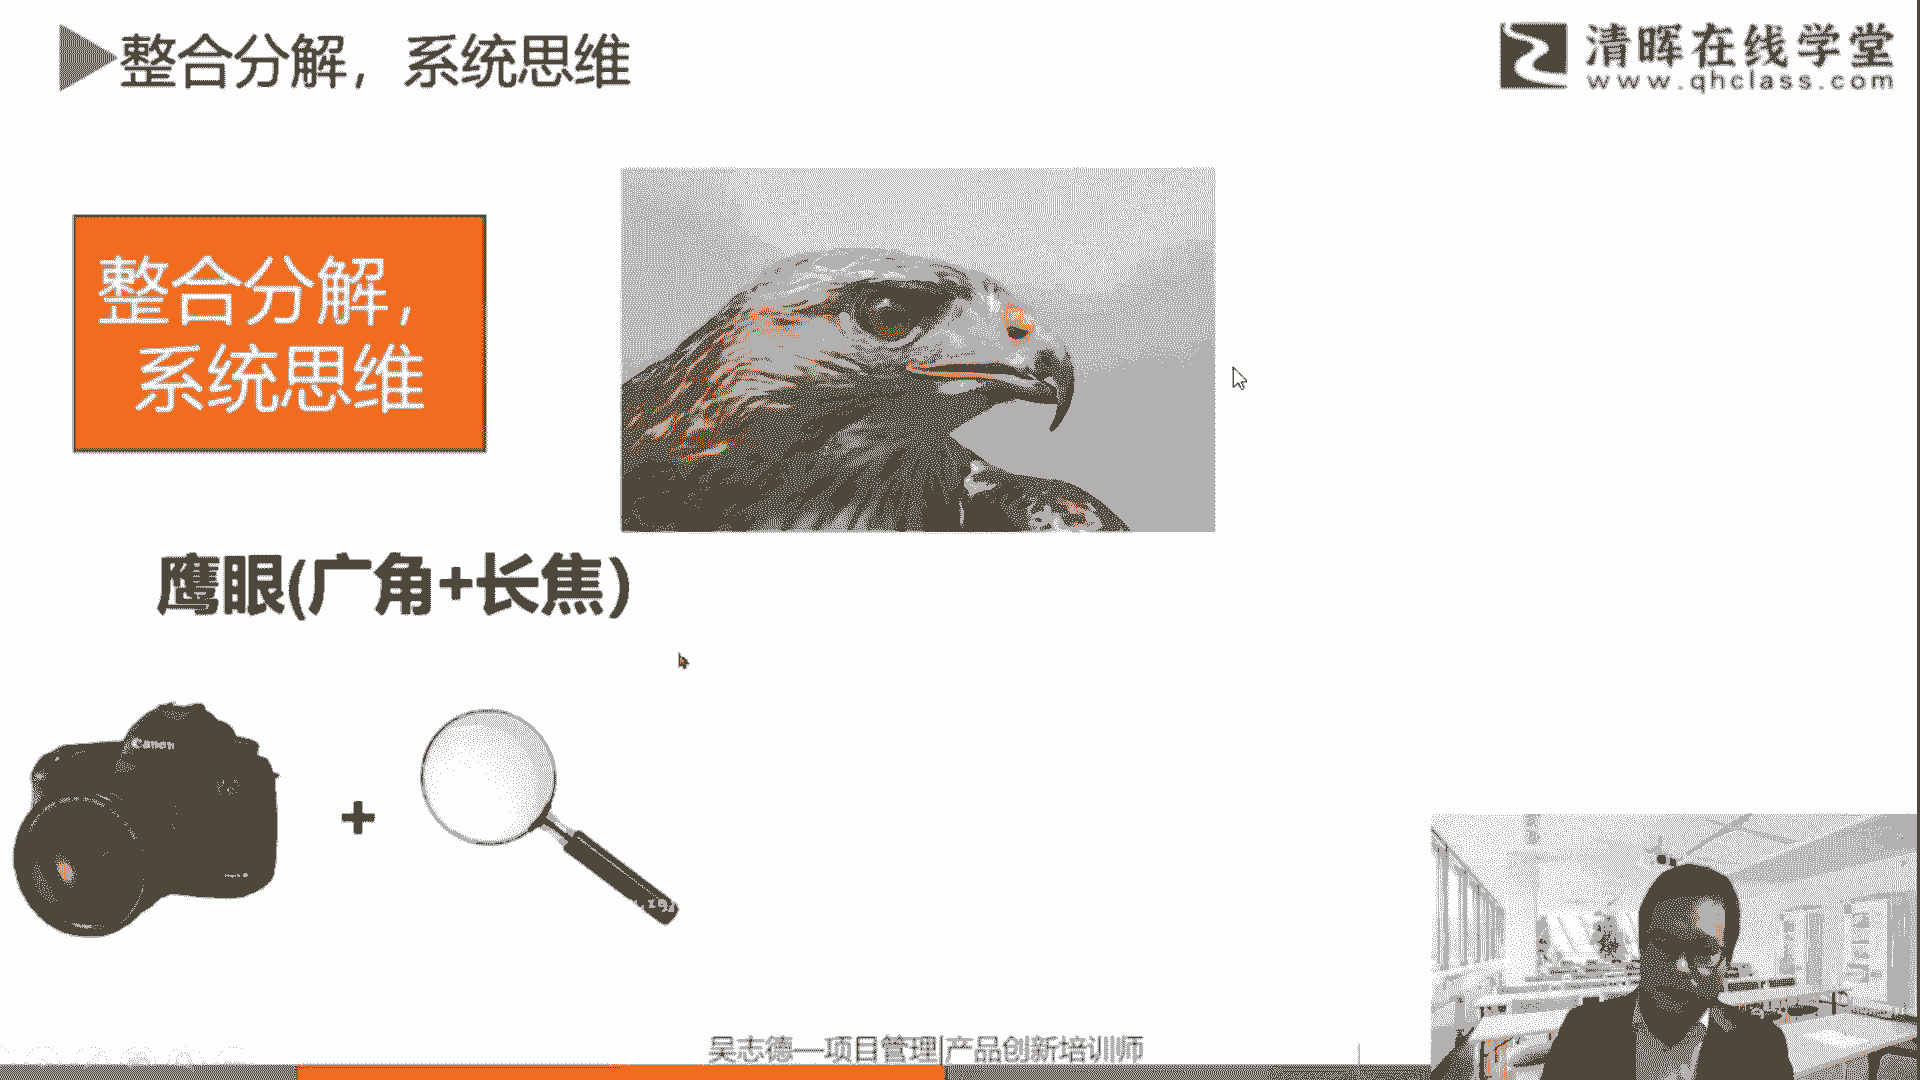 整合分解，系统思维
清晖在线学堂
www.qhclass.com
整合分解，
系统思维
鹰眼(广角+长焦)
Canon
+
吴志德—项目管理|产品创新培训师